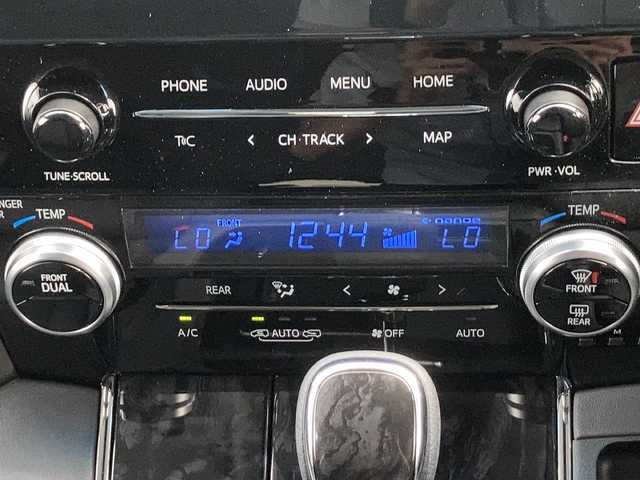 PHONE AUDIO MENU HOME
T&C < CH·TRACK > MAP
TUNE·SCROLL
PWR·VOL
TEMP
TEMP
FRONT
LO 12:44 LO
nanoe
FRONT
DUAL
REAR < >
FRONT
REAR
A/C AUTO OFF AUTO